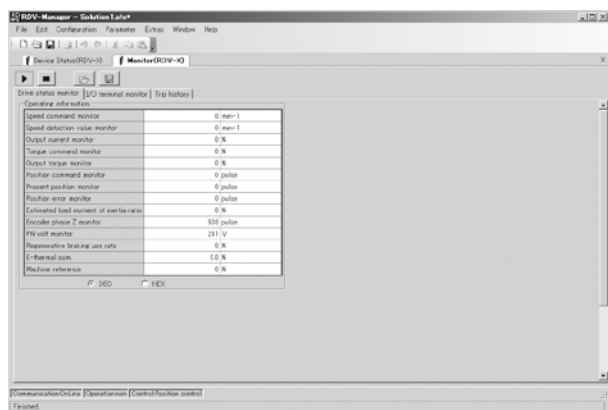 RDV-Manager - Solution1.afs*
File Edit Configuration Parameter Extras Window Help
Device Status(RDV-X) Monitor(RDV-X) X
Drive status monitor I/O terminal monitor Trip history
Operating information
Speed command monitor 0 min-1
Speed detection value monitor 0 min-1
Output current monitor 0 %
Torque command monitor 0 %
Output torque monitor 0 %
Position command monitor 0 pulse
Present position monitor 0 pulse
Position error monitor 0 pulse
Estimated load moment of inertia ratio 0 %
Encoder phase Z monitor pulse
PN volt monitor 281 V
Regenerative braking use rate 0 %
E-thermal sum 0.0 %
Machine reference 0 %
DEC HEX
Communication:OnLine Operation:non Control:Position control
Finished.